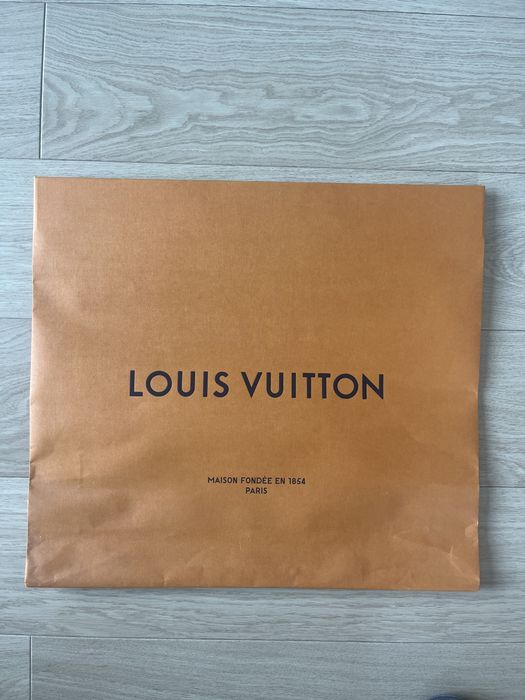 LOUIS VUITTON
MAISON FONDÉE EN 1854
PARIS